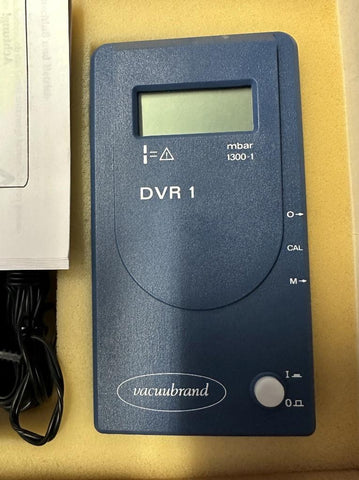 mbar
1300-1
DVR 1
O→
CAL
M→
I
0
vacuubrand